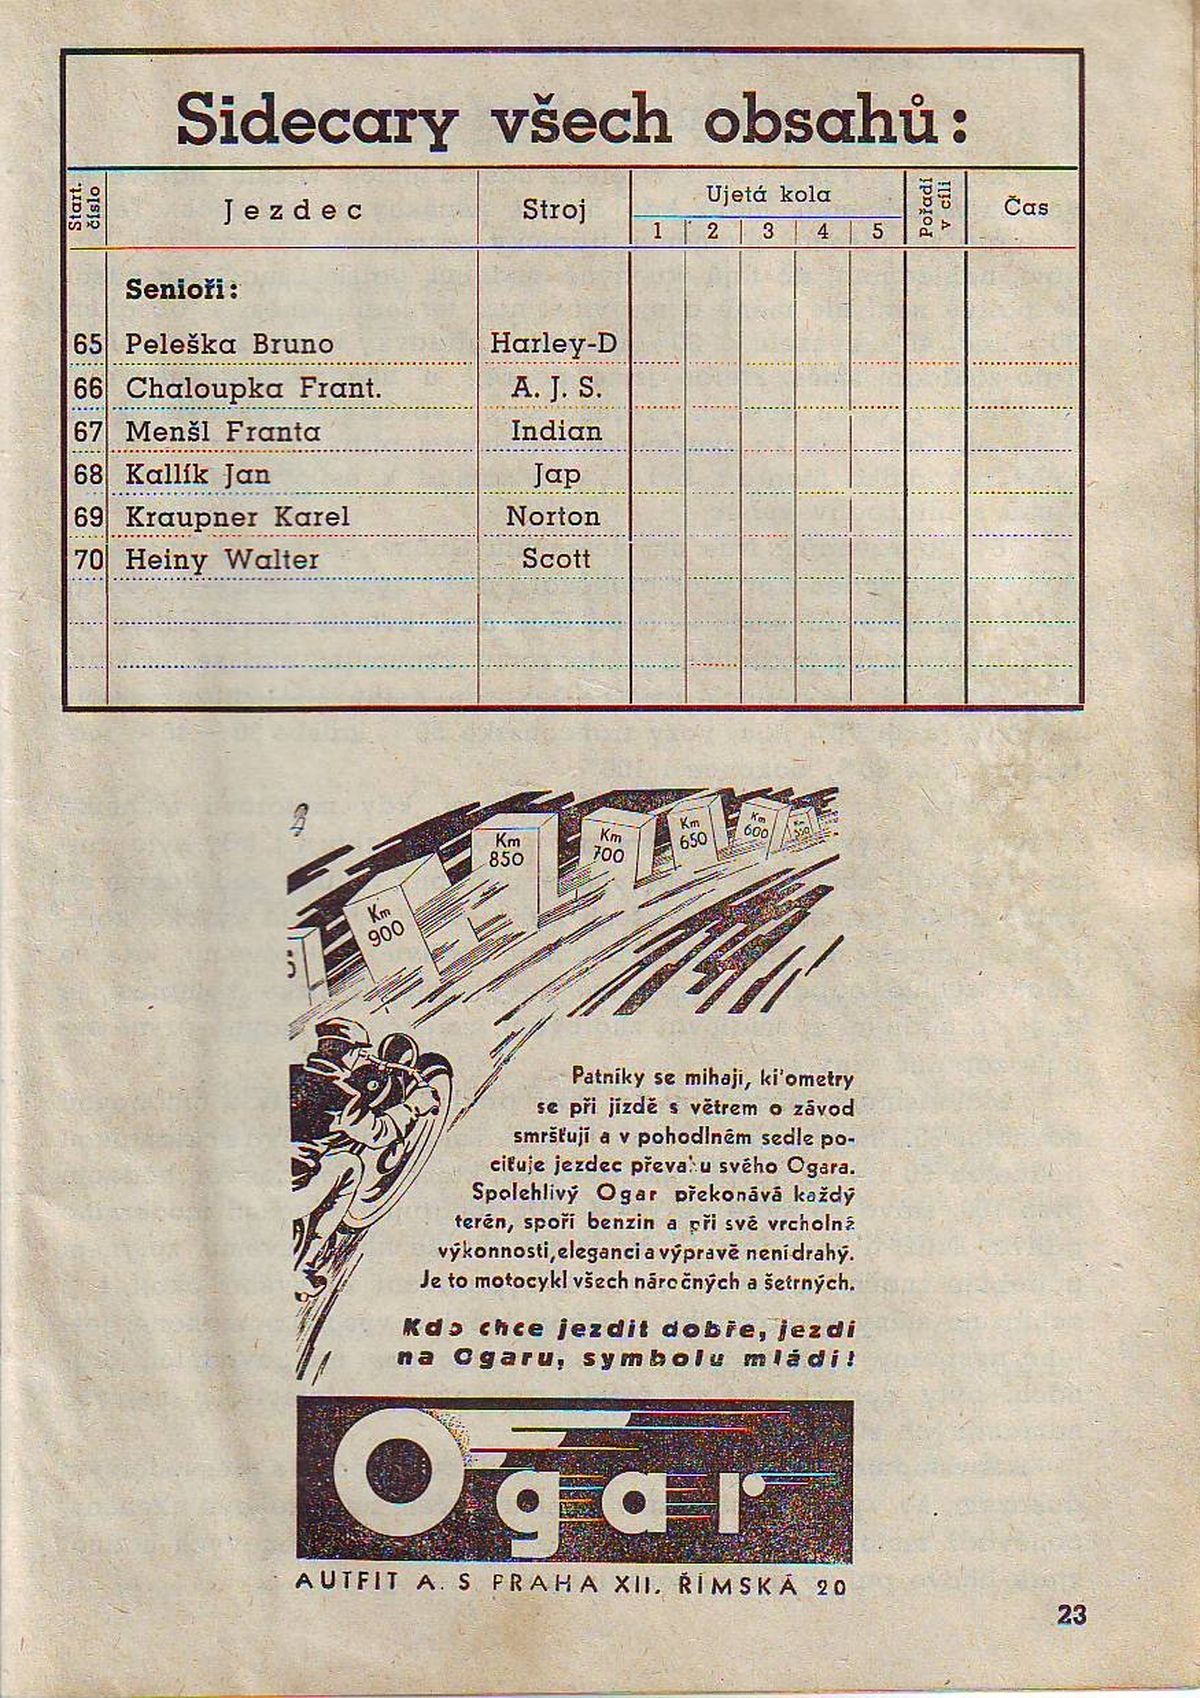 Sidecary všech obsahů:
Start. číslo Jezdec Stroj Ujetá kola Pořadí v cíli Čas
1 2 3 4 5
Senioři:
65 Peleška Bruno Harley-D
66 Chaloupka Frant. A. J. S.
67 Menšl Franta Indian
68 Kallík Jan Jap
69 Kraupner Karel Norton
70 Heiny Walter Scott
Km 900
Km 850
Km 700
Km 650
Km 600
Km 550
Patníky se mihají, ki'ometry
se při jízdě s větrem o závod
smršťují a v pohodlném sedle po-
ciťuje jezdec převahu svého Ogara.
Spolehlivý Ogar překonává každý
terén, spoří benzin a při své vrcholné
výkonnosti, eleganci a výpravě není drahý.
Je to motocykl všech náročných a šetrných.
Kdo chce jezdit dobře, jezdí
na Ogaru, symbolu mládí!
Ogar
AUTFIT A. S PRAHA XII. ŘÍMSKÁ 20
23